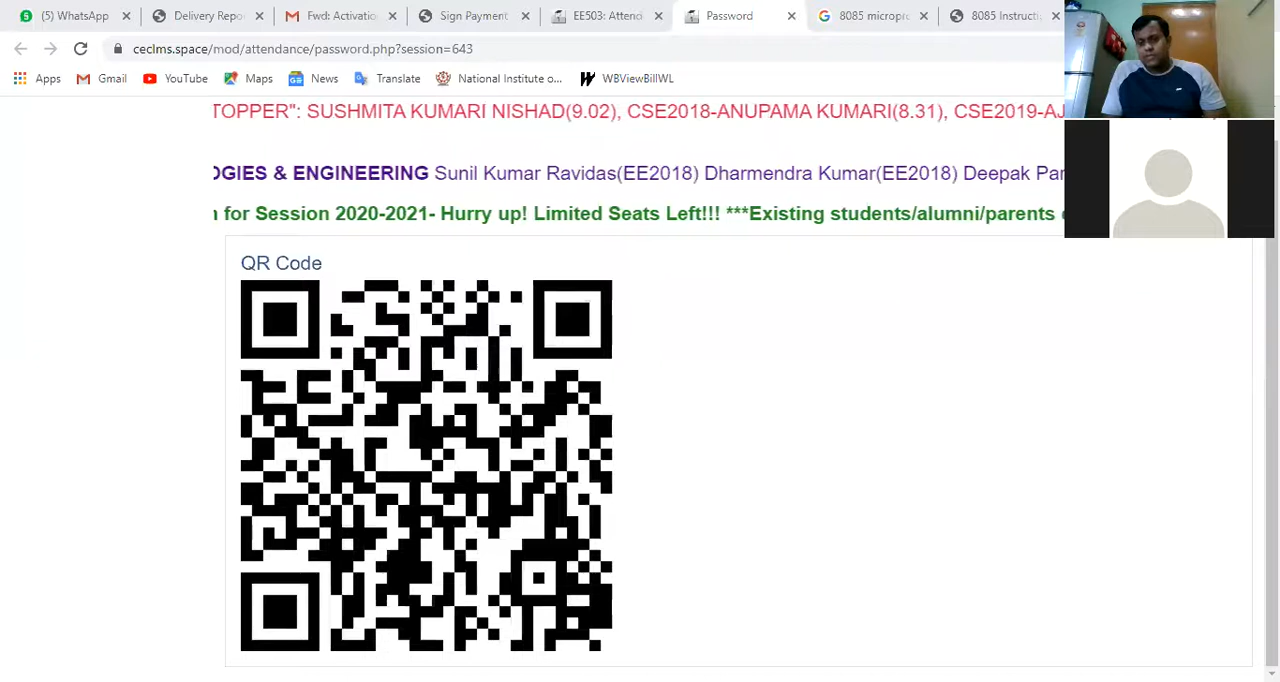 (5) WhatsApp
Delivery Repo
Fwd: Activatio
Sign Payment
EE503: Attend
Password
8085 micropro
8085 Instructi
ceclms.space/mod/attendance/password.php?session=643
Apps
Gmail
YouTube
Maps
News
Translate
National Institute o...
WBViewBillWL
TOPPER": SUSHMITA KUMARI NISHAD(9.02), CSE2018-ANUPAMA KUMARI(8.31), CSE2019-AJ
OGIES & ENGINEERING Sunil Kumar Ravidas(EE2018) Dharmendra Kumar(EE2018) Deepak Pan
for Session 2020-2021- Hurry up! Limited Seats Left!!! ***Existing students/alumni/parents
QR Code